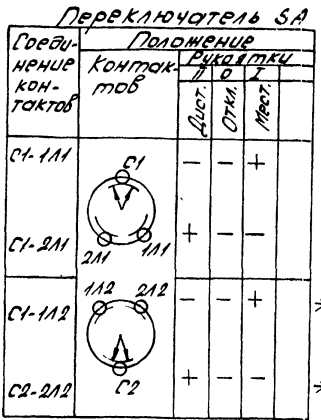 Переключатель SA
Соеди-
нение
кон-
тактов
Положение
Контак-
тов
Рукоятки
II О I
Дист.
Откл.
Мест.
С1-1Л1
С1
- - +
С1-2Л1
2Л1 1Л1
+ - -
С1-1Л2
1Л2 2Л2
- - +
С2-2Л2
С2
+ - -